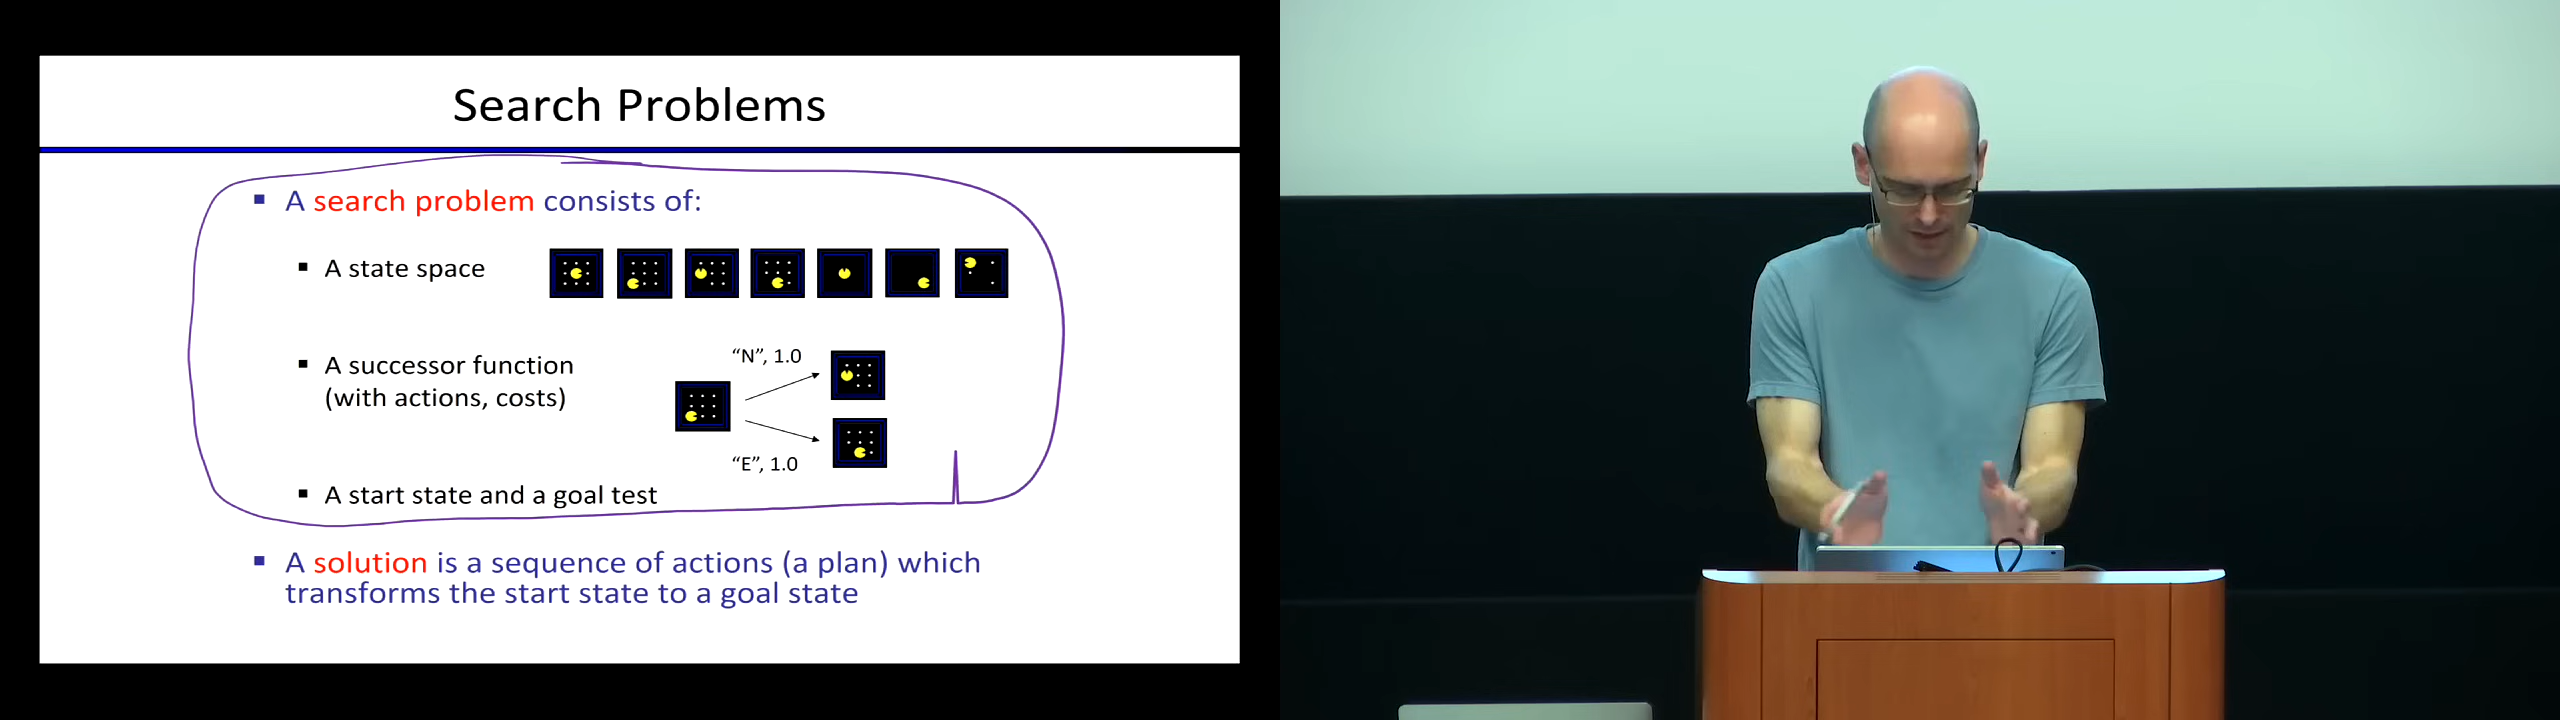 Search Problems
A search problem consists of:
A state space
A successor function
(with actions, costs)
“N”, 1.0
“E”, 1.0
A start state and a goal test
A solution is a sequence of actions (a plan) which
transforms the start state to a goal state